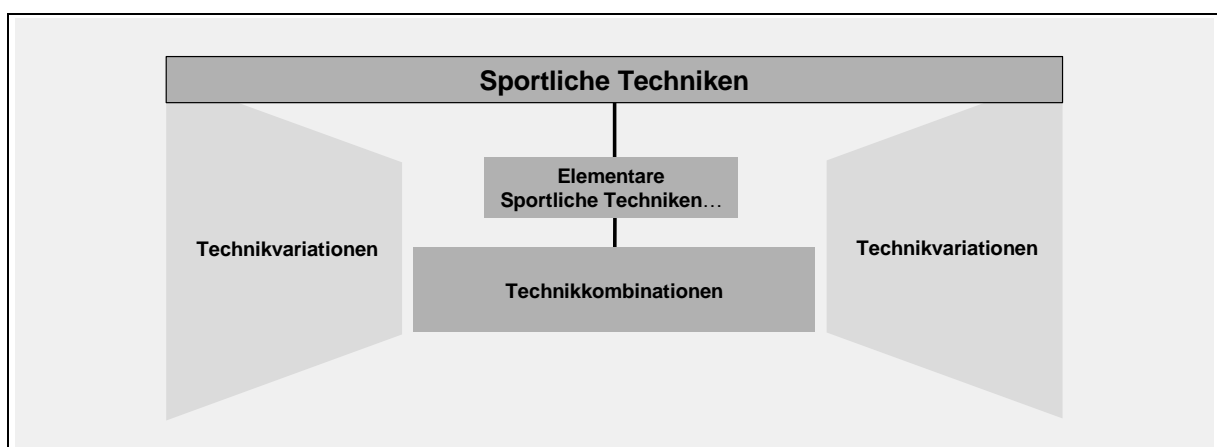 Sportliche Techniken
Elementare
Sportliche Techniken…
Technikvariationen
Technikvariationen
Technikkombinationen